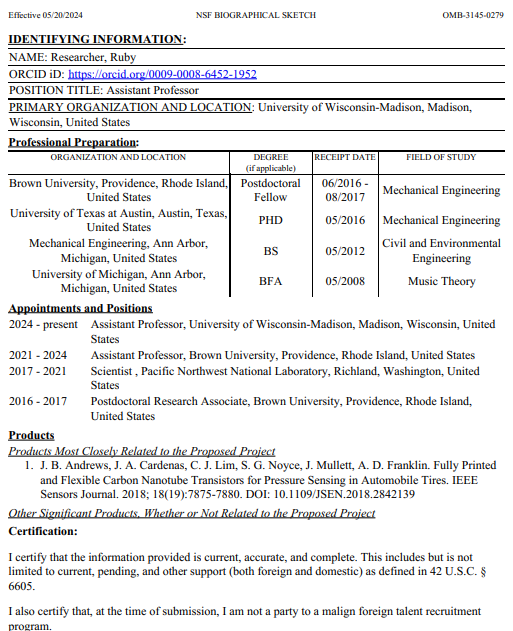 Effective 05/20/2024 NSF BIOGRAPHICAL SKETCH OMB-3145-0279
IDENTIFYING INFORMATION:
NAME: Researcher, Ruby
ORCID iD: https://orcid.org/0009-0008-6452-1952
POSITION TITLE: Assistant Professor
PRIMARY ORGANIZATION AND LOCATION: University of Wisconsin-Madison, Madison,
Wisconsin, United States
Professional Preparation:
ORGANIZATION AND LOCATION DEGREE (if applicable) RECEIPT DATE FIELD OF STUDY
Brown University, Providence, Rhode Island, United States Postdoctoral Fellow 06/2016 - 08/2017 Mechanical Engineering
University of Texas at Austin, Austin, Texas, United States PHD 05/2016 Mechanical Engineering
Mechanical Engineering, Ann Arbor, Michigan, United States BS 05/2012 Civil and Environmental Engineering
University of Michigan, Ann Arbor, Michigan, United States BFA 05/2008 Music Theory
Appointments and Positions
2024 - present Assistant Professor, University of Wisconsin-Madison, Madison, Wisconsin, United
States
2021 - 2024 Assistant Professor, Brown University, Providence, Rhode Island, United States
2017 - 2021 Scientist , Pacific Northwest National Laboratory, Richland, Washington, United
States
2016 - 2017 Postdoctoral Research Associate, Brown University, Providence, Rhode Island,
United States
Products
Products Most Closely Related to the Proposed Project
1. J. B. Andrews, J. A. Cardenas, C. J. Lim, S. G. Noyce, J. Mullett, A. D. Franklin. Fully Printed
and Flexible Carbon Nanotube Transistors for Pressure Sensing in Automobile Tires. IEEE
Sensors Journal. 2018; 18(19):7875-7880. DOI: 10.1109/JSEN.2018.2842139
Other Significant Products, Whether or Not Related to the Proposed Project
Certification:
I certify that the information provided is current, accurate, and complete. This includes but is not
limited to current, pending, and other support (both foreign and domestic) as defined in 42 U.S.C. §
6605.
I also certify that, at the time of submission, I am not a party to a malign foreign talent recruitment
program.